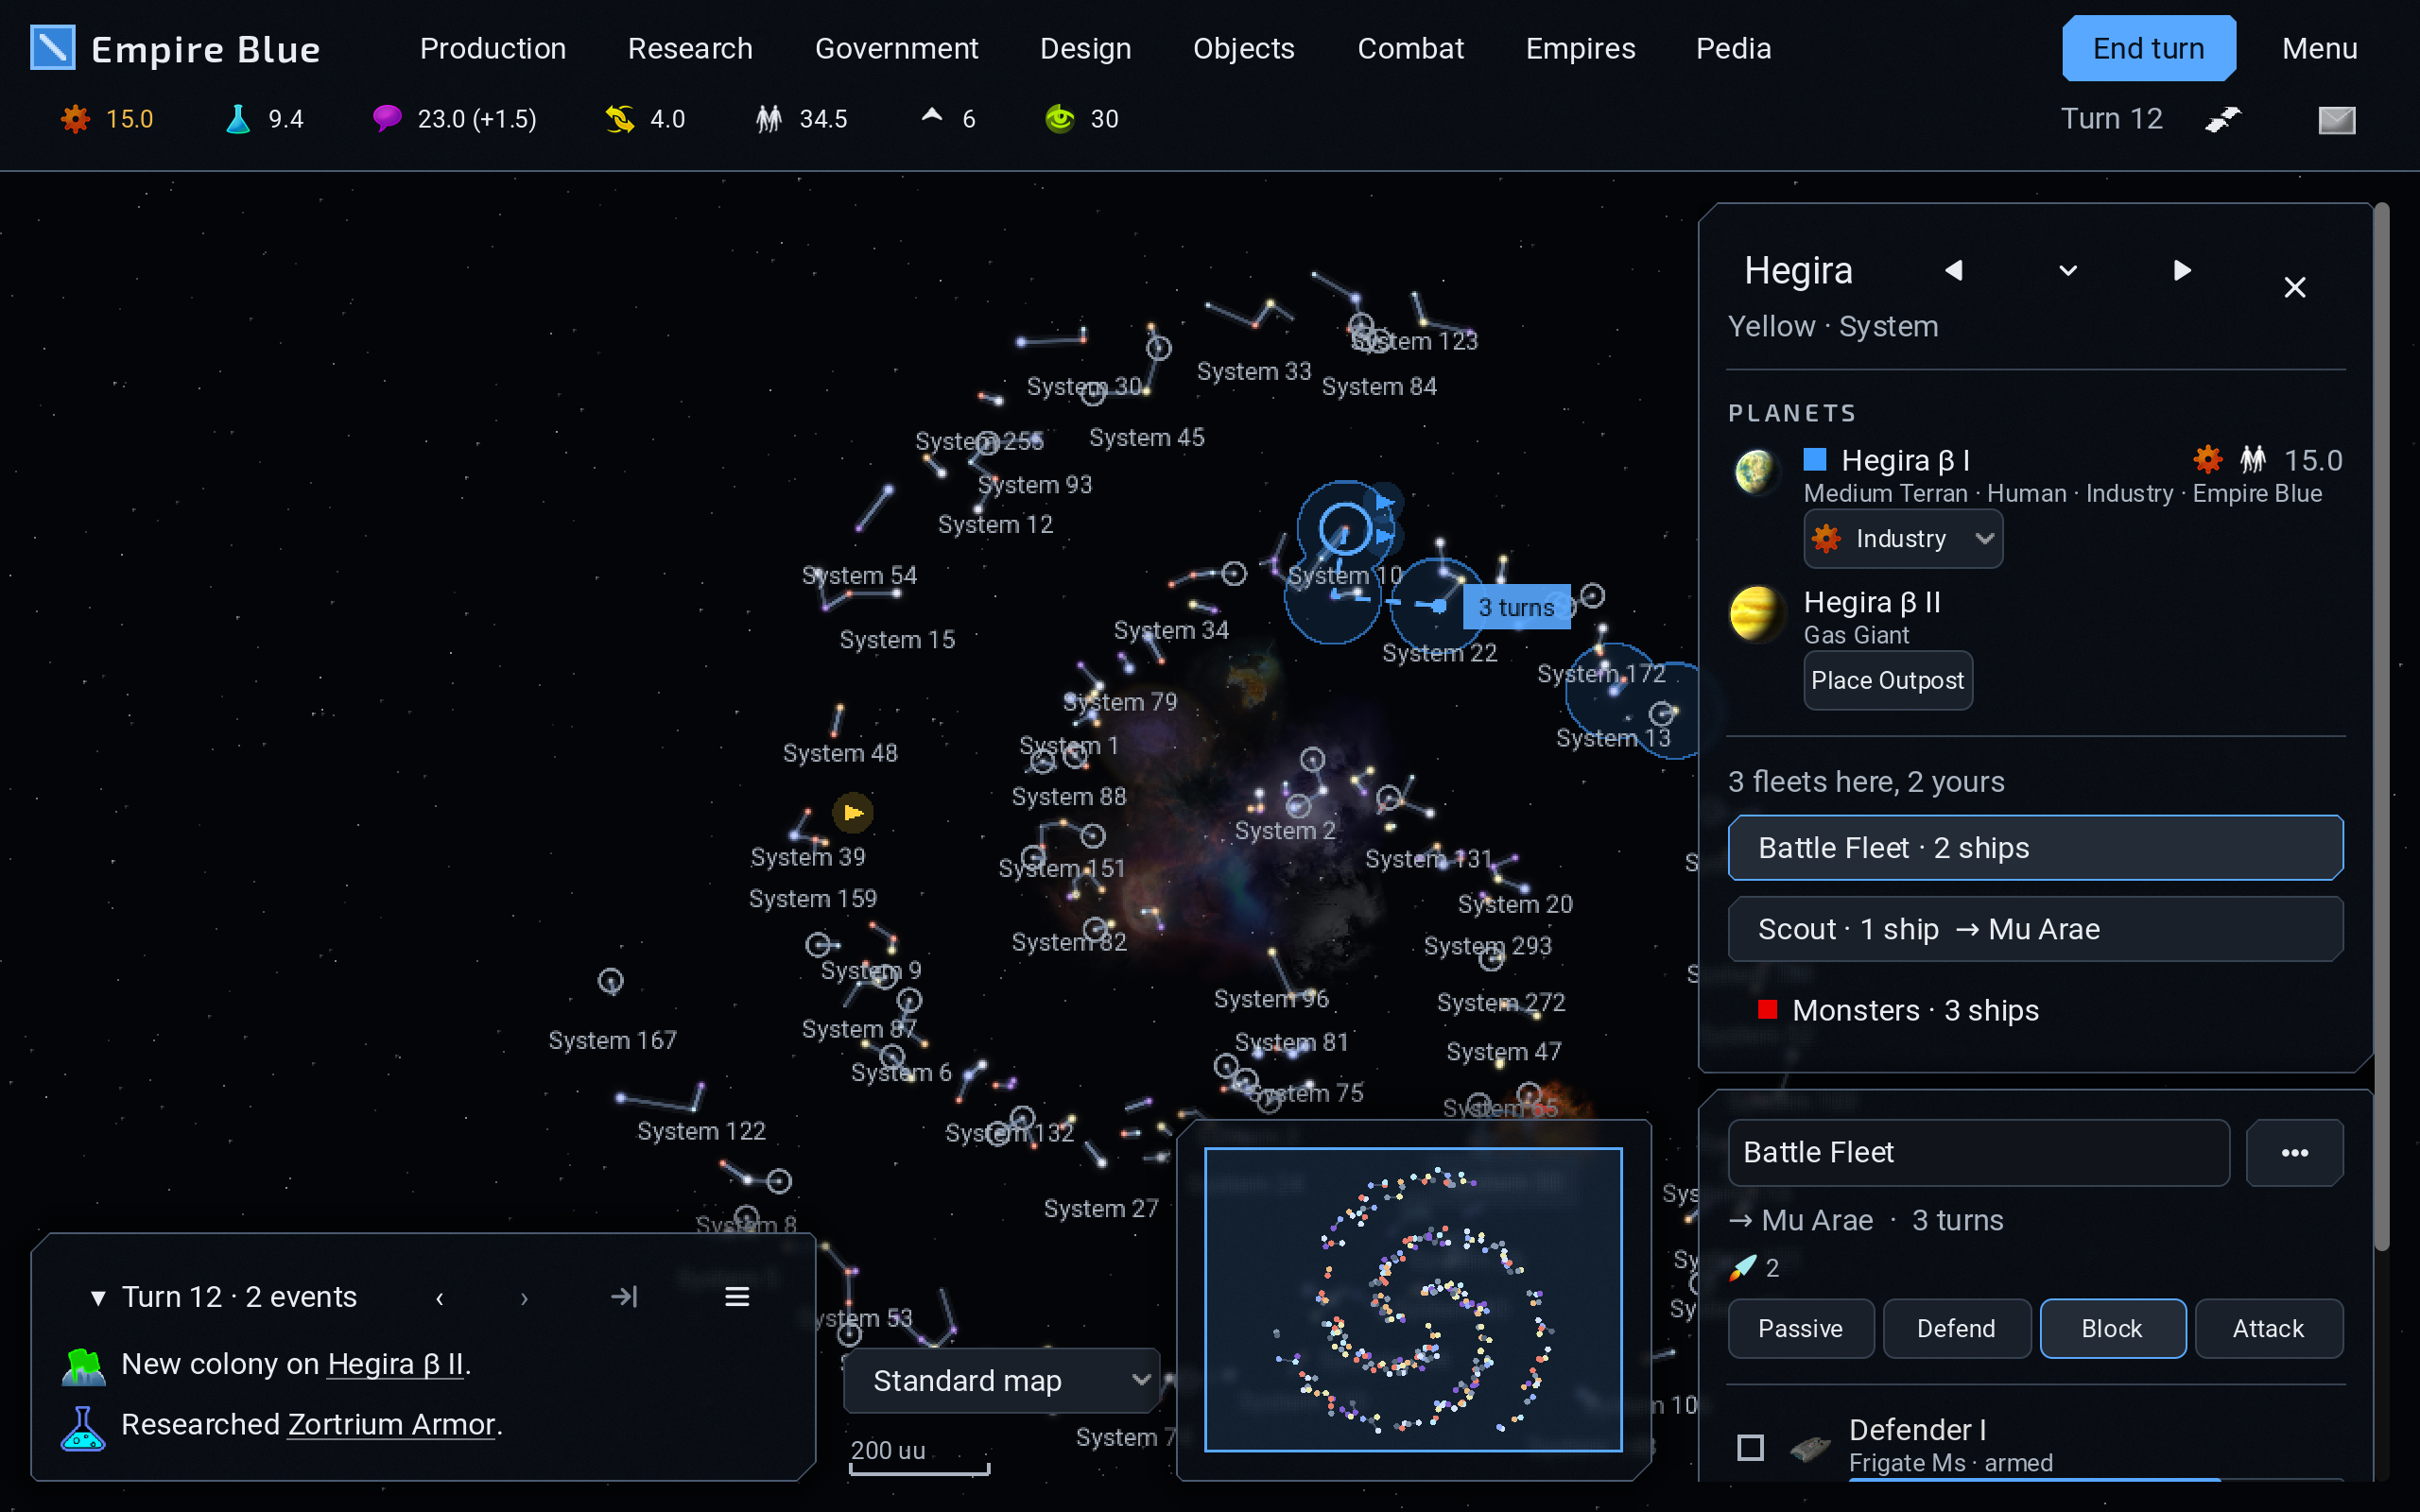 Empire Blue
Production
Research
Government
Design
Objects
Combat
Empires
Pedia
End turn
Menu
15.0
9.4
23.0 (+1.5)
4.0
34.5
6
30
Turn 12
System 123
System 33
System 84
System 30
System 45
System 255
System 93
System 12
System 54
System 15
System 10
System 34
3 turns
System 22
System 172
System 13
System 79
System 1
System 48
System 88
System 2
System 39
System 151
System 131
System 159
System 20
System 82
System 293
System 9
System 96
System 272
System 167
System 87
System 81
System 47
System 6
System 75
System 65
System 122
System 132
System 27
System 8
ystem 53
System 7
200 uu
Standard map
Turn 12 · 2 events
New colony on Hegira β II.
Researched Zortrium Armor.
Hegira
Yellow · System
PLANETS
Hegira β I
15.0
Medium Terran · Human · Industry · Empire Blue
Industry
Hegira β II
Gas Giant
Place Outpost
3 fleets here, 2 yours
Battle Fleet · 2 ships
Scout · 1 ship → Mu Arae
Monsters · 3 ships
Battle Fleet
•••
→ Mu Arae · 3 turns
2
Passive
Defend
Block
Attack
Defender I
Frigate Ms · armed